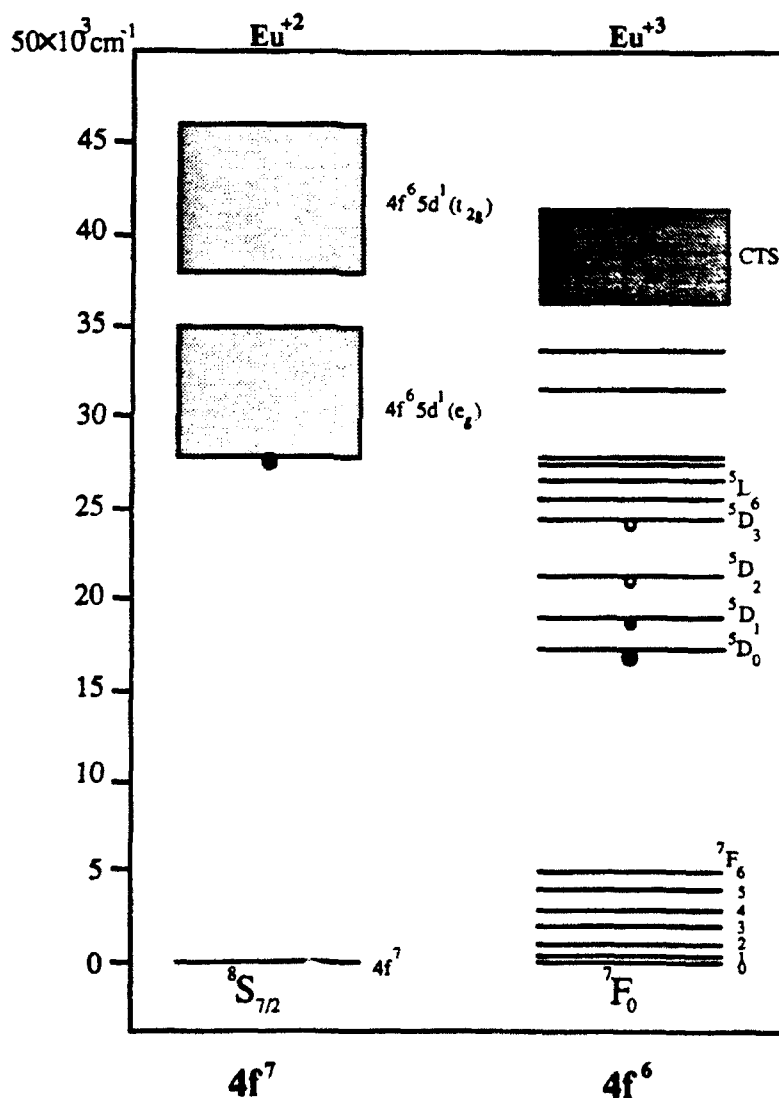 50×10³cm⁻¹
Eu⁺²
Eu⁺³
45
4f⁶5d¹(t₂g)
40
CTS
35
4f⁶5d¹(e_g)
30
⁵L₆
25
⁵D₃
⁵D₂
20
⁵D₁
⁵D₀
15
10
⁷F₆
5
5
4
3
2
1
0
0
4f⁷
⁸S₇/₂
⁷F₀
4f⁷
4f⁶